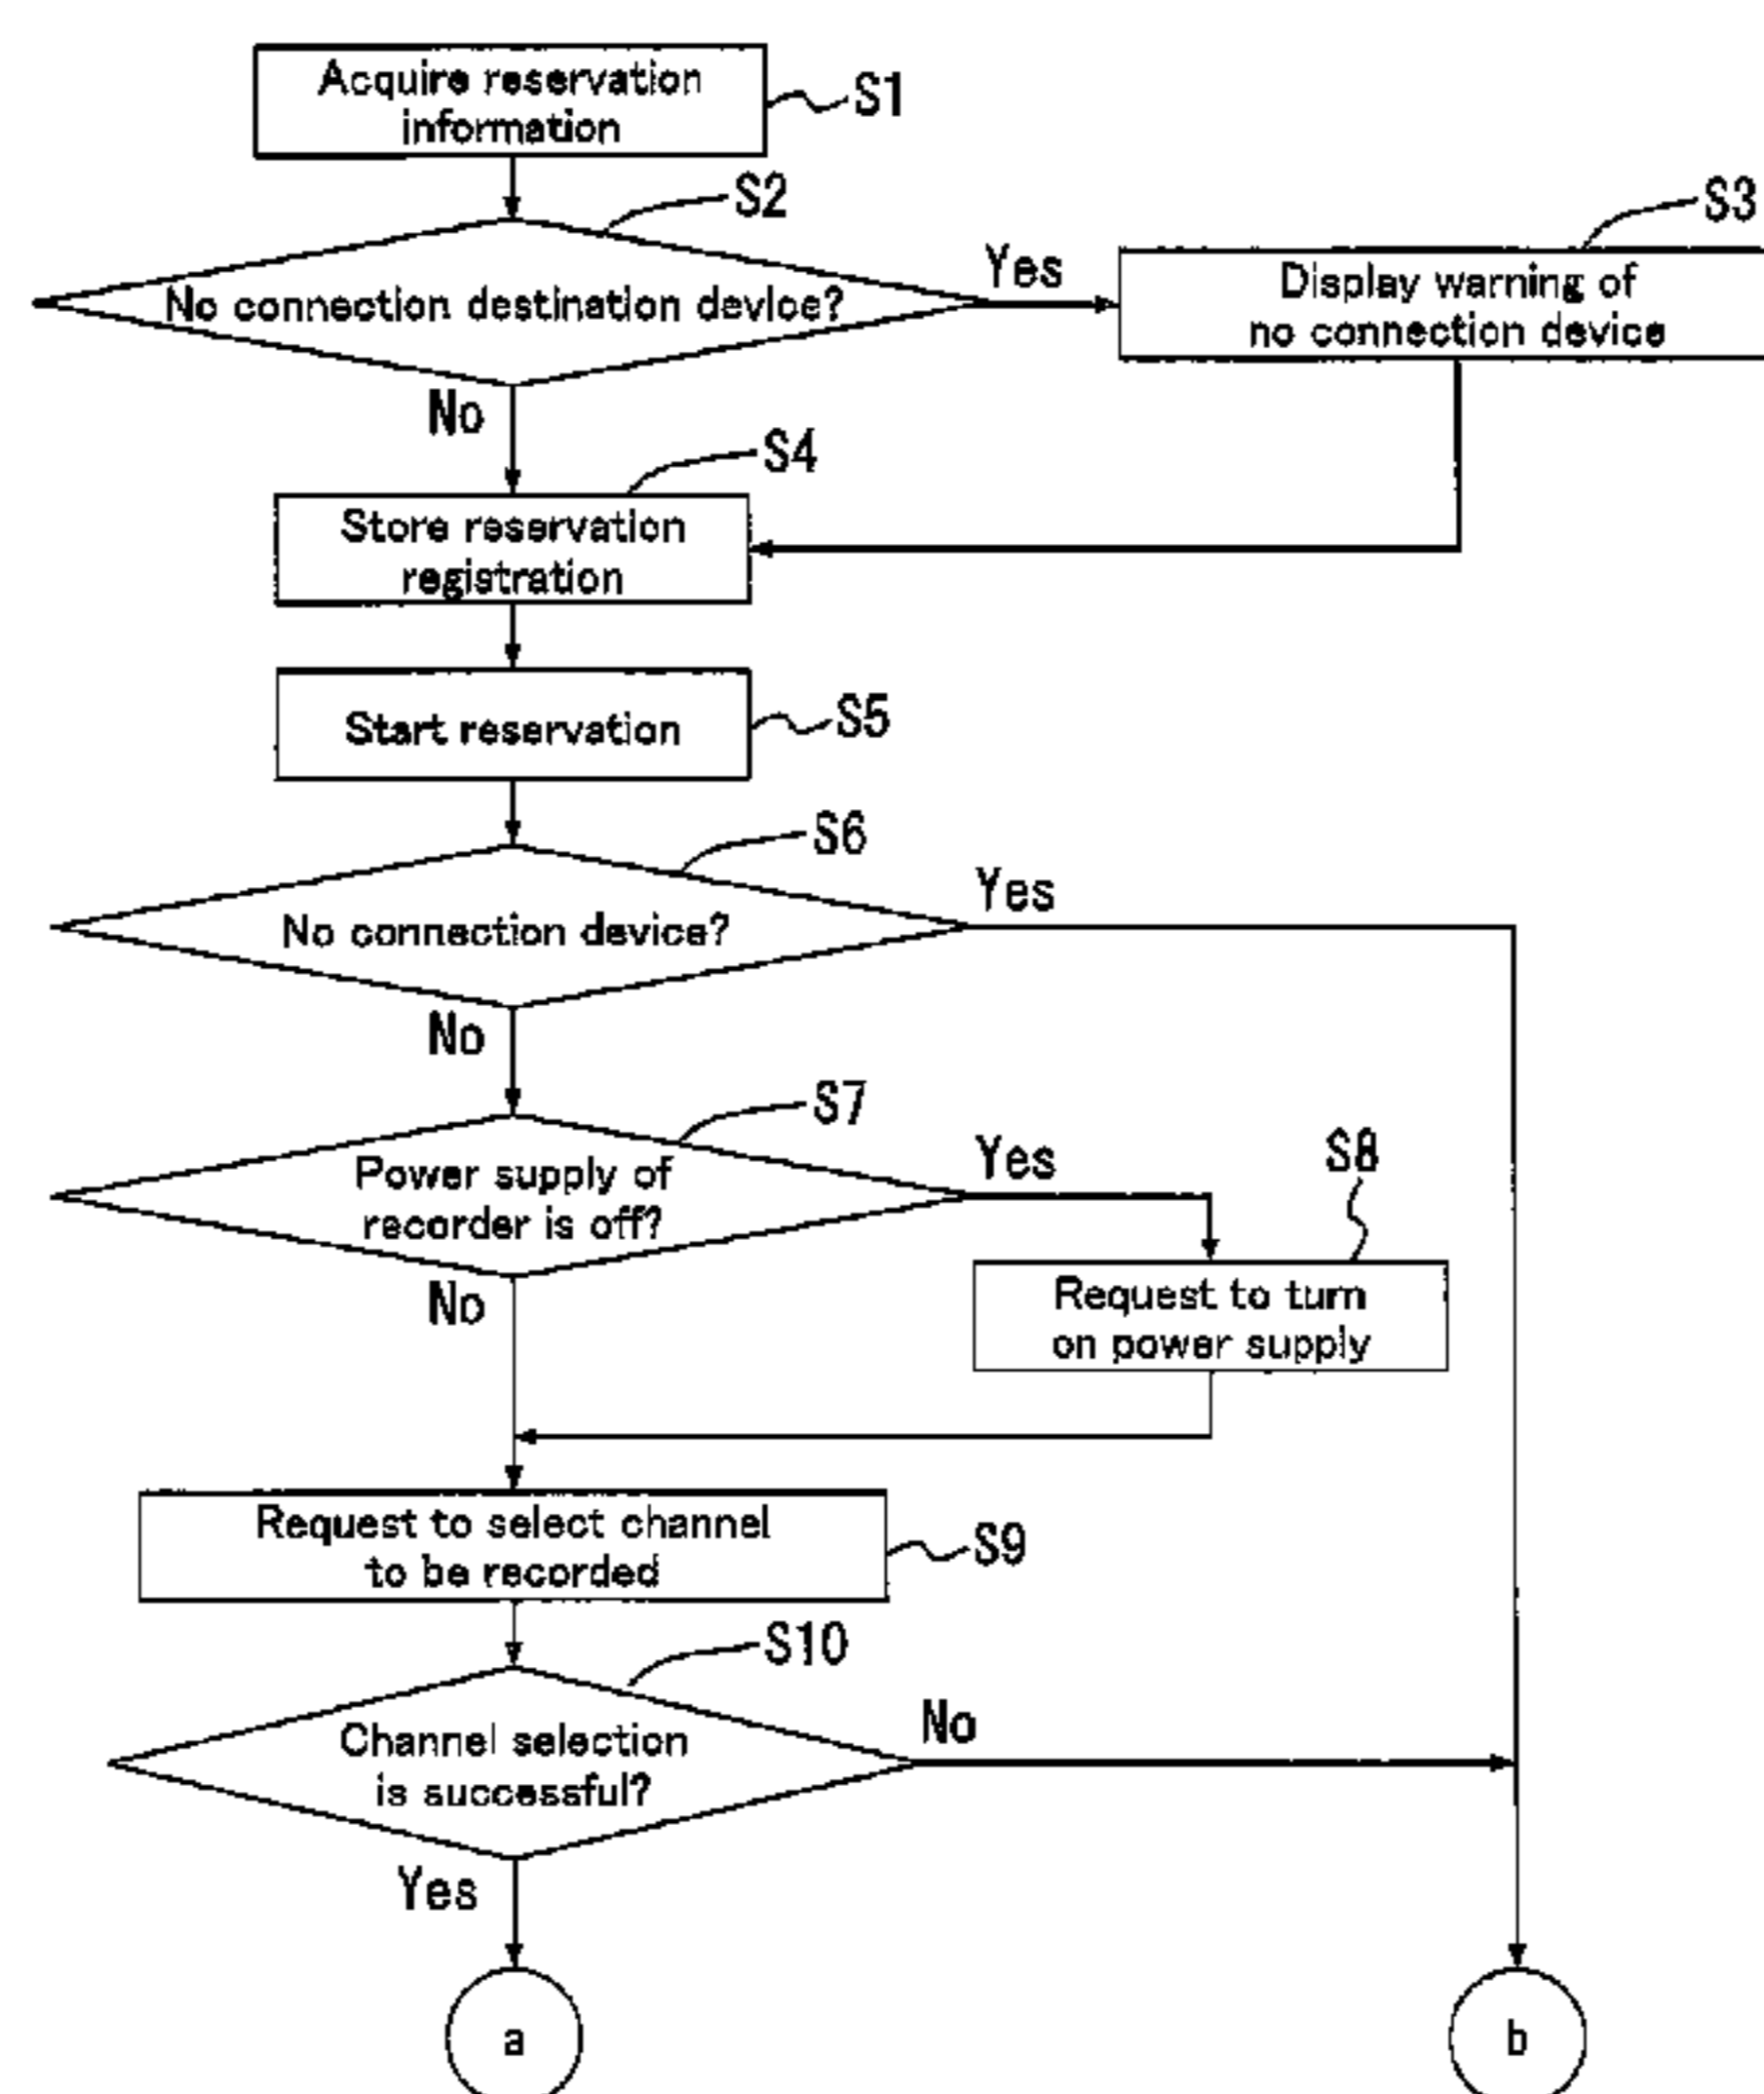 Acquire reservation
information
S1
S2
No connection destination device?
Yes
S3
Display warning of
no connection device
No
S4
Store reservation
registration
Start reservation
S5
S6
No connection device?
Yes
No
S7
Power supply of
recorder is off?
Yes
S8
Request to turn
on power supply
No
Request to select channel
to be recorded
S9
S10
Channel selection
is successful?
No
Yes
a
b